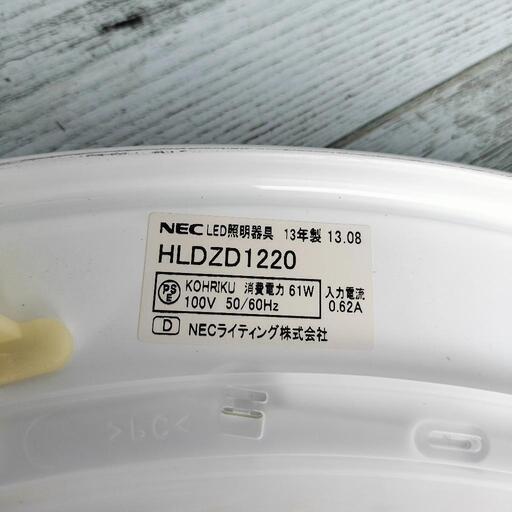 NEC LED照明器具 13年製 13.08
HLDZD1220
PSE KOHRIKU 消費電力 61W 入力電流
100V 50/60Hz 0.62A
D NECライティング株式会社
>PC<